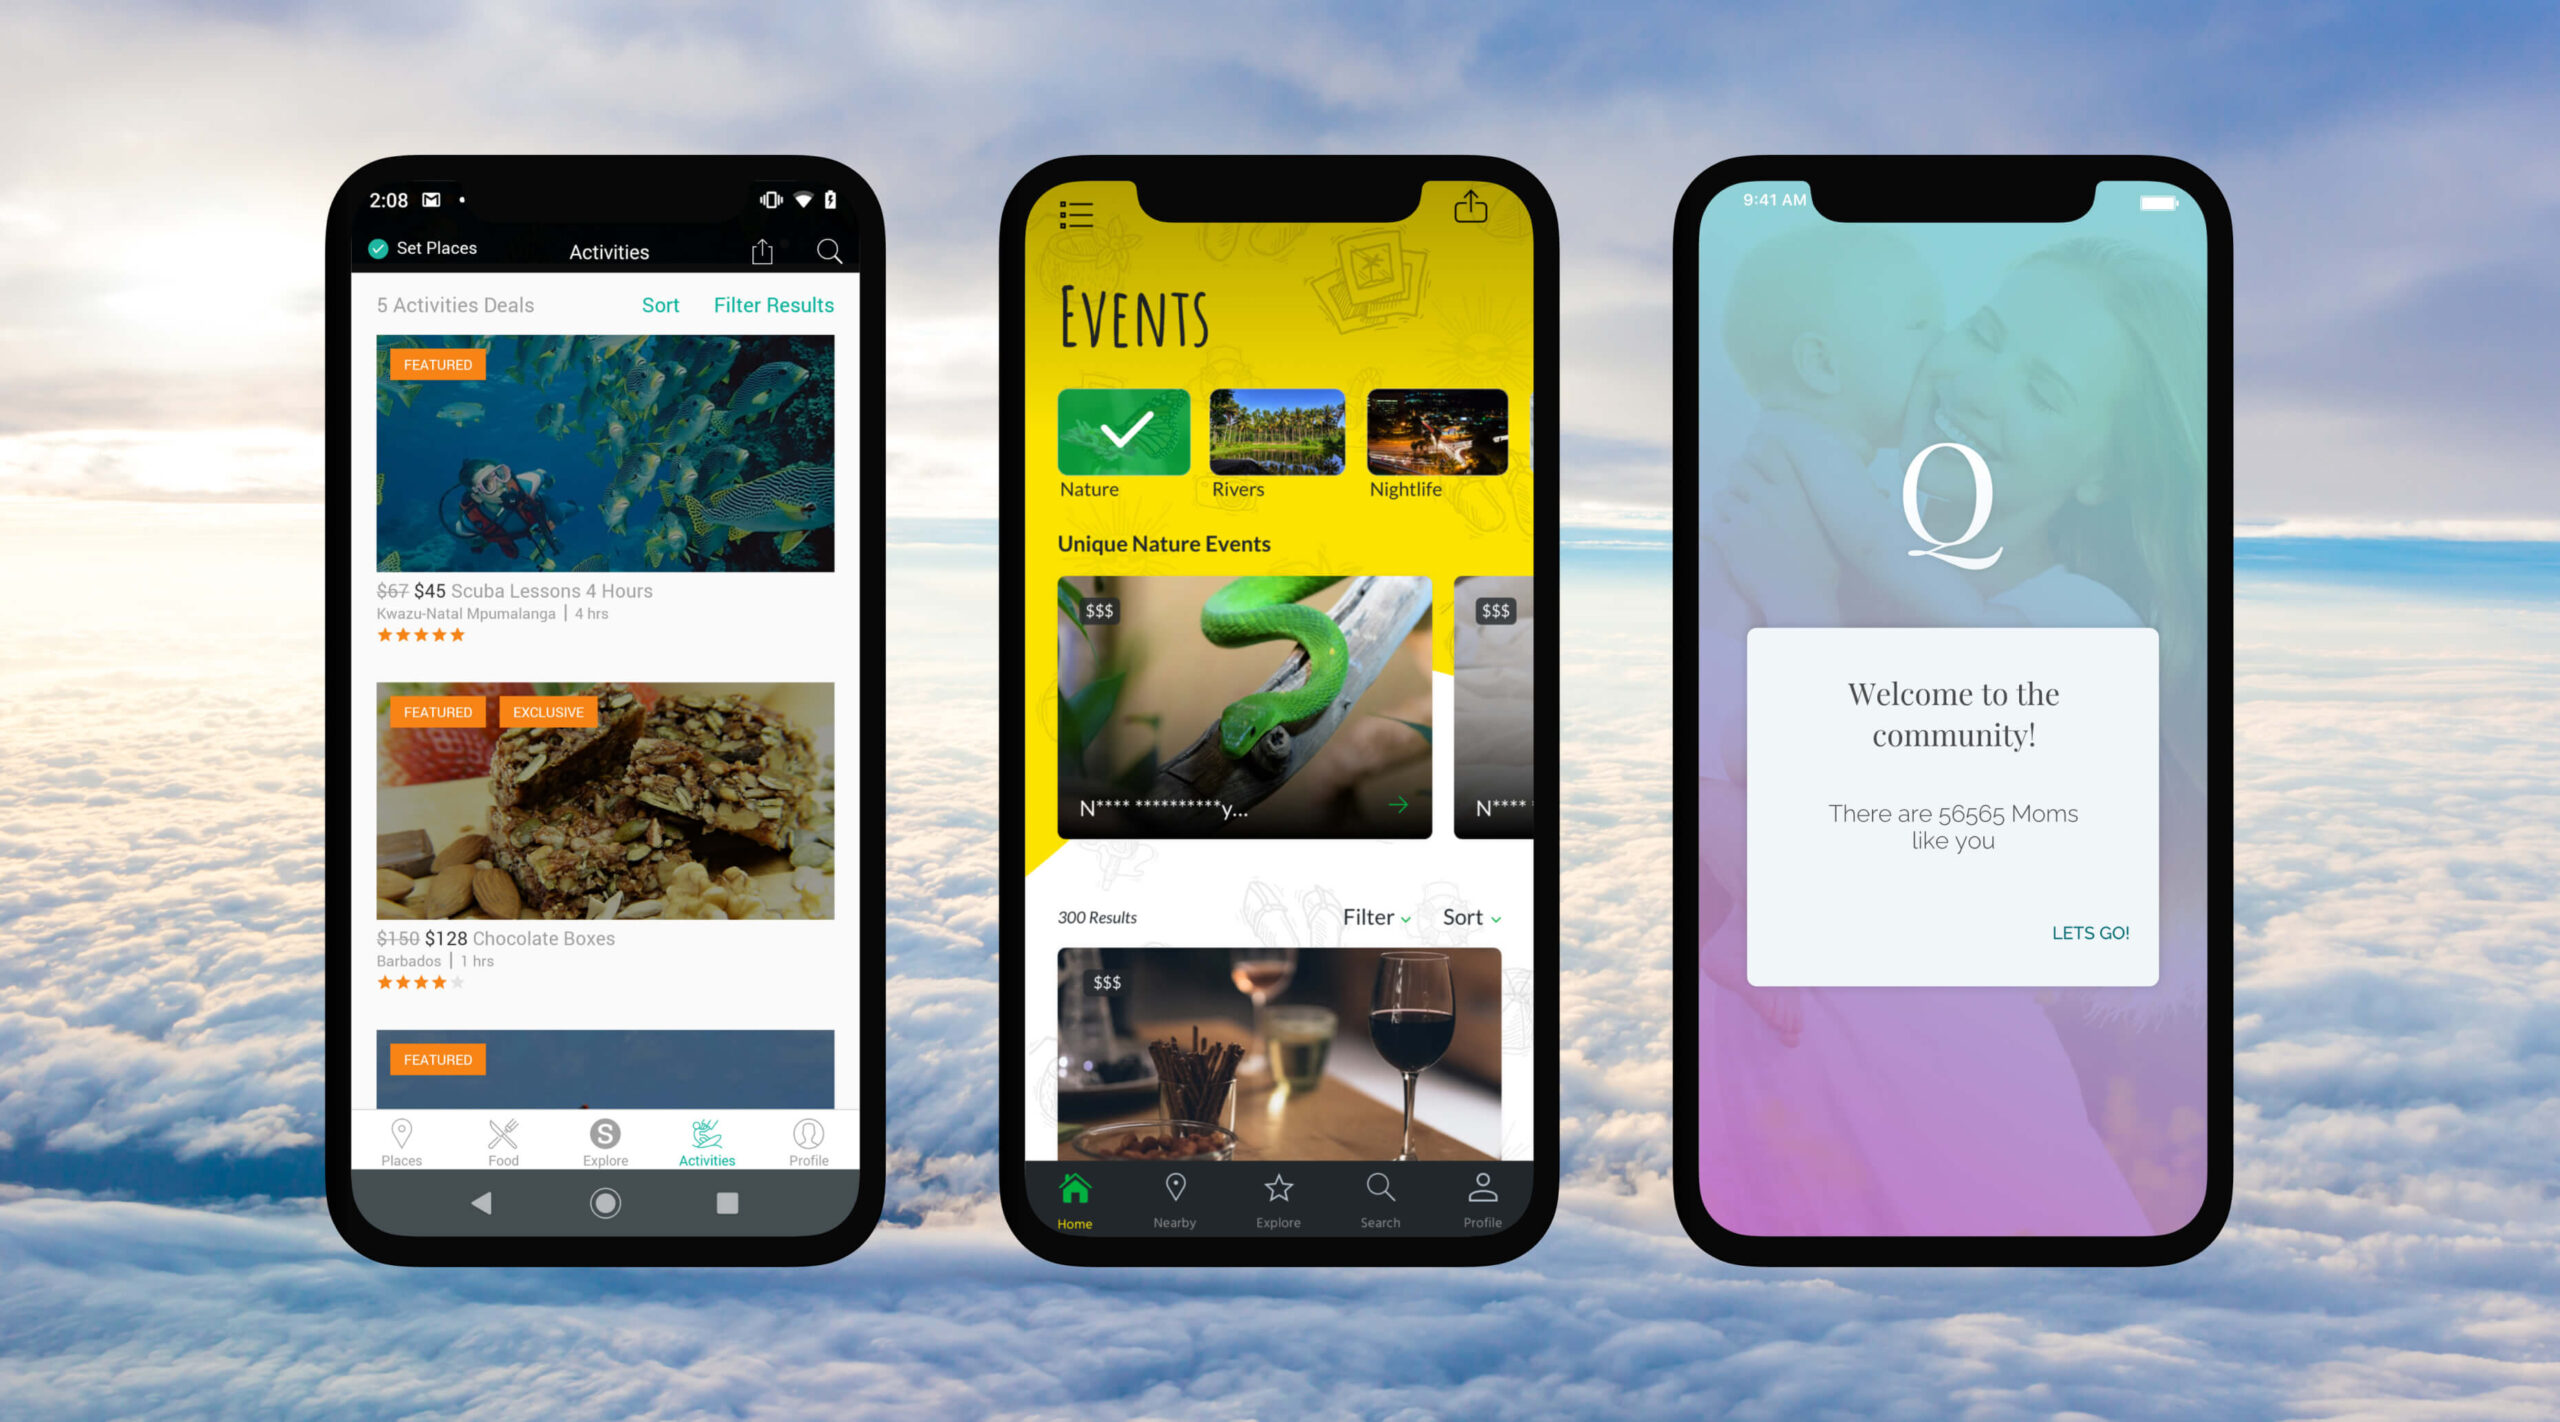 2:08
Set Places
Activities
5 Activities Deals
Sort
Filter Results
FEATURED
$67 $45 Scuba Lessons 4 Hours
Kwazu-Natal Mpumalanga | 4 hrs
FEATURED
EXCLUSIVE
$150 $128 Chocolate Boxes
Barbados | 1 hrs
FEATURED
Places
Food
S
Explore
Activities
Profile
EVENTS
Nature
Rivers
Nightlife
Unique Nature Events
$$$
$$$
N**** **********y...
N****
300 Results
Filter
Sort
$$$
Home
Nearby
Explore
Search
Profile
9:41 AM
Q
Welcome to the
community!
There are 56565 Moms
like you
LETS GO!